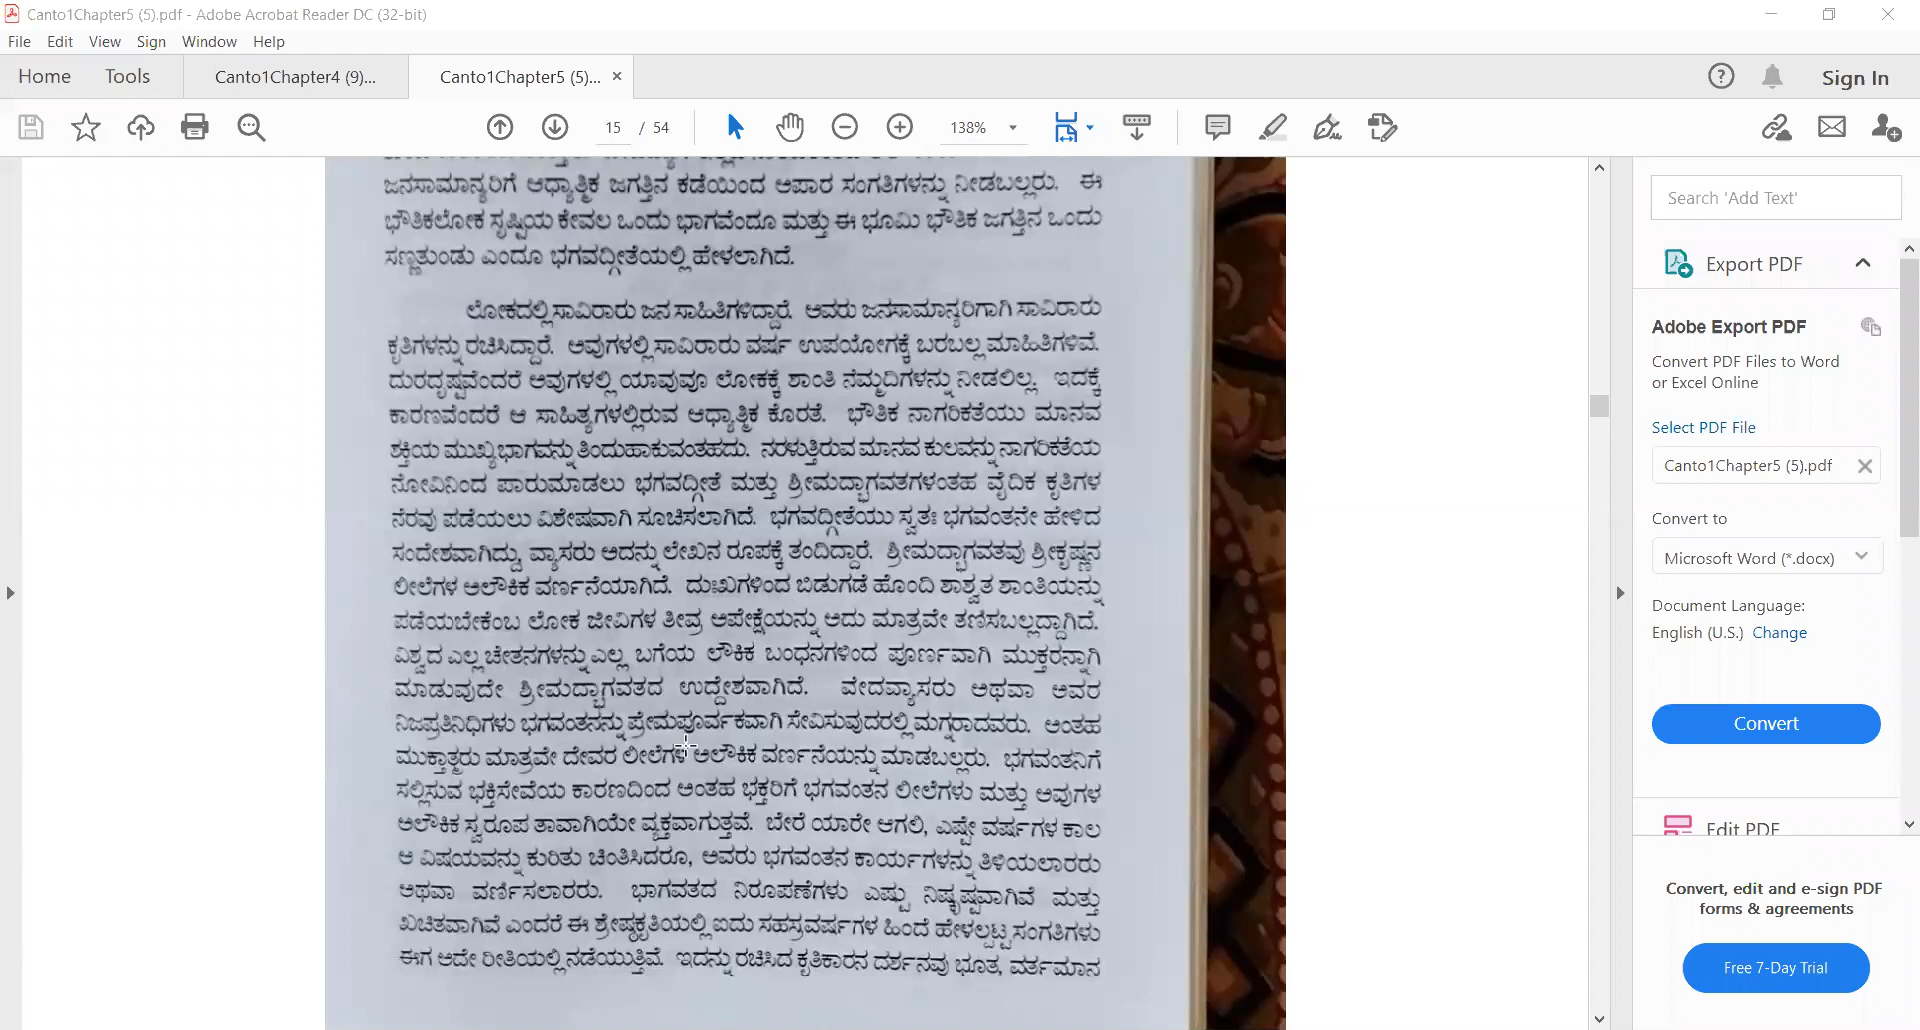 Canto1Chapter5 (5).pdf - Adobe Acrobat Reader DC (32-bit)
File Edit View Sign Window Help
Home Tools Canto1Chapter4 (9)... Canto1Chapter5 (5)... × Sign In
15 / 54 138%
ಜನಸಾಮಾನ್ಯರಿಗೆ ಆಧ್ಯಾತ್ಮಿಕ ಜಗತ್ತಿನ ಕಡೆಯಿಂದ ಅಪಾರ ಸಂಗತಿಗಳನ್ನು ನೀಡಬಲ್ಲರು. ಈ
ಭೌತಿಕಲೋಕ ಸೃಷ್ಟಿಯ ಕೇವಲ ಒಂದು ಭಾಗವೆಂದೂ ಮತ್ತು ಈ ಭೂಮಿ ಭೌತಿಕ ಜಗತ್ತಿನ ಒಂದು
ಸಣ್ಣತುಂಡು ಎಂದೂ ಭಗವದ್ಗೀತೆಯಲ್ಲಿ ಹೇಳಲಾಗಿದೆ.
ಲೋಕದಲ್ಲಿ ಸಾವಿರಾರು ಜನ ಸಾಹಿತಿಗಳಿದ್ದಾರೆ. ಅವರು ಜನಸಾಮಾನ್ಯರಿಗಾಗಿ ಸಾವಿರಾರು
ಕೃತಿಗಳನ್ನು ರಚಿಸಿದ್ದಾರೆ. ಅವುಗಳಲ್ಲಿ ಸಾವಿರಾರು ವರ್ಷ ಉಪಯೋಗಕ್ಕೆ ಬರಬಲ್ಲ ಮಾಹಿತಿಗಳಿವೆ.
ದುರದೃಷ್ಟವೆಂದರೆ ಅವುಗಳಲ್ಲಿ ಯಾವುವೂ ಲೋಕಕ್ಕೆ ಶಾಂತಿ ನೆಮ್ಮದಿಗಳನ್ನು ನೀಡಲಿಲ್ಲ. ಇದಕ್ಕೆ
ಕಾರಣವೆಂದರೆ ಆ ಸಾಹಿತ್ಯಗಳಲ್ಲಿರುವ ಆಧ್ಯಾತ್ಮಿಕ ಕೊರತೆ. ಭೌತಿಕ ನಾಗರಿಕತೆಯು ಮಾನವ
ಶಕ್ತಿಯ ಮುಖ್ಯಭಾಗವನ್ನು ತಿಂದುಹಾಕುವಂತಹದು. ನರಳುತ್ತಿರುವ ಮಾನವ ಕುಲವನ್ನು ನಾಗರಿಕತೆಯ
ನೋವಿನಿಂದ ಪಾರುಮಾಡಲು ಭಗವದ್ಗೀತೆ ಮತ್ತು ಶ್ರೀಮದ್ಭಾಗವತಗಳಂತಹ ವೈದಿಕ ಕೃತಿಗಳ
ನೆರವು ಪಡೆಯಲು ವಿಶೇಷವಾಗಿ ಸೂಚಿಸಲಾಗಿದೆ. ಭಗವದ್ಗೀತೆಯು ಸ್ವತಃ ಭಗವಂತನೇ ಹೇಳಿದ
ಸಂದೇಶವಾಗಿದ್ದು, ವ್ಯಾಸರು ಅದನ್ನು ಲೇಖನ ರೂಪಕ್ಕೆ ತಂದಿದ್ದಾರೆ. ಶ್ರೀಮದ್ಭಾಗವತವು ಶ್ರೀಕೃಷ್ಣನ
ಲೀಲೆಗಳ ಅಲೌಕಿಕ ವರ್ಣನೆಯಾಗಿದೆ. ದುಃಖಗಳಿಂದ ಬಿಡುಗಡೆ ಹೊಂದಿ ಶಾಶ್ವತ ಶಾಂತಿಯನ್ನು
ಪಡೆಯಬೇಕೆಂಬ ಲೋಕ ಜೀವಿಗಳ ತೀವ್ರ ಅಪೇಕ್ಷೆಯನ್ನು ಅದು ಮಾತ್ರವೇ ತಣಿಸಬಲ್ಲದ್ದಾಗಿದೆ.
ವಿಶ್ವದ ಎಲ್ಲ ಚೇತನಗಳನ್ನು ಎಲ್ಲ ಬಗೆಯ ಲೌಕಿಕ ಬಂಧನಗಳಿಂದ ಪೂರ್ಣವಾಗಿ ಮುಕ್ತರನ್ನಾಗಿ
ಮಾಡುವುದೇ ಶ್ರೀಮದ್ಭಾಗವತದ ಉದ್ದೇಶವಾಗಿದೆ. ವೇದವ್ಯಾಸರು ಅಥವಾ ಅವರ
ನಿಜಪ್ರತಿನಿಧಿಗಳು ಭಗವಂತನನ್ನು ಪ್ರೇಮಪೂರ್ವಕವಾಗಿ ಸೇವಿಸುವುದರಲ್ಲಿ ಮಗ್ನರಾದವರು. ಅಂತಹ
ಮುಕ್ತಾತ್ಮರು ಮಾತ್ರವೇ ದೇವರ ಲೀಲೆಗಳ ಅಲೌಕಿಕ ವರ್ಣನೆಯನ್ನು ಮಾಡಬಲ್ಲರು. ಭಗವಂತನಿಗೆ
ಸಲ್ಲಿಸುವ ಭಕ್ತಿಸೇವೆಯ ಕಾರಣದಿಂದ ಅಂತಹ ಭಕ್ತರಿಗೆ ಭಗವಂತನ ಲೀಲೆಗಳು ಮತ್ತು ಅವುಗಳ
ಅಲೌಕಿಕ ಸ್ವರೂಪ ತಾವಾಗಿಯೇ ವ್ಯಕ್ತವಾಗುತ್ತವೆ. ಬೇರೆ ಯಾರೇ ಆಗಲಿ, ಎಷ್ಟೇ ವರ್ಷಗಳ ಕಾಲ
ಆ ವಿಷಯವನ್ನು ಕುರಿತು ಚಿಂತಿಸಿದರೂ, ಅವರು ಭಗವಂತನ ಕಾರ್ಯಗಳನ್ನು ತಿಳಿಯಲಾರರು
ಅಥವಾ ವರ್ಣಿಸಲಾರರು. ಭಾಗವತದ ನಿರೂಪಣೆಗಳು ಎಷ್ಟು ನಿಷ್ಕೃಷ್ಟವಾಗಿವೆ ಮತ್ತು
ಖಚಿತವಾಗಿವೆ ಎಂದರೆ ಈ ಶ್ರೇಷ್ಠಕೃತಿಯಲ್ಲಿ ಐದು ಸಹಸ್ರವರ್ಷಗಳ ಹಿಂದೆ ಹೇಳಲ್ಪಟ್ಟ ಸಂಗತಿಗಳು
ಈಗ ಅದೇ ರೀತಿಯಲ್ಲಿ ನಡೆಯುತ್ತಿವೆ. ಇದನ್ನು ರಚಿಸಿದ ಕೃತಿಕಾರನ ದರ್ಶನವು ಭೂತ, ವರ್ತಮಾನ
Search 'Add Text'
Export PDF
Adobe Export PDF
Convert PDF Files to Word
or Excel Online
Select PDF File
Canto1Chapter5 (5).pdf
Convert to
Microsoft Word (*.docx)
Document Language:
English (U.S.) Change
Convert
Edit PDF
Convert, edit and e-sign PDF
forms & agreements
Free 7-Day Trial